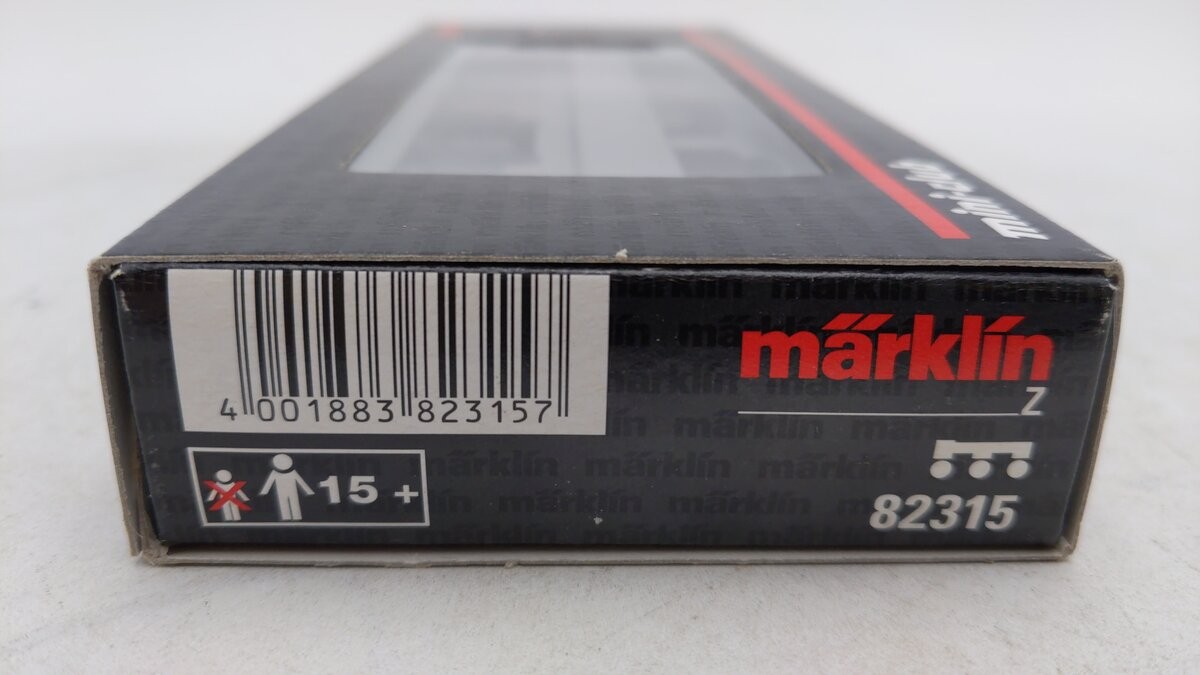 mini-club
märklin
Z
4 001883 823157
15 +
82315